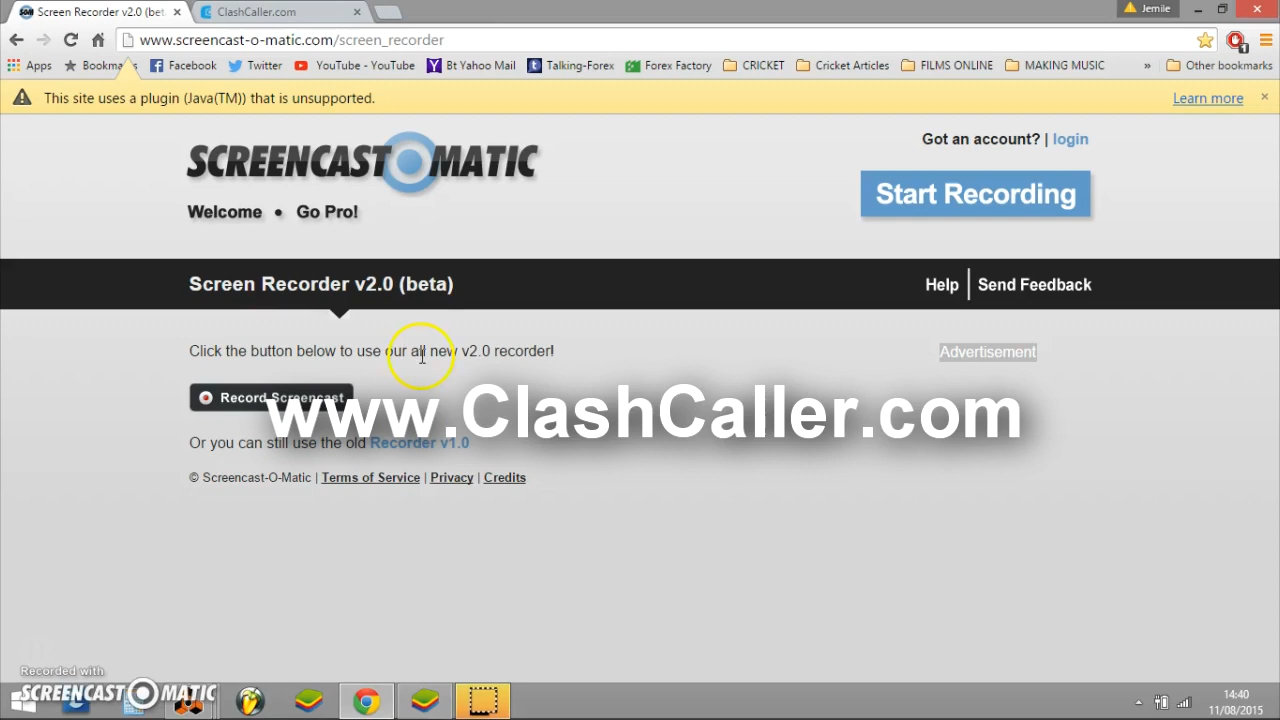 Screen Recorder v2.0 (bet
ClashCaller.com
Jemile
www.screencast-o-matic.com/screen_recorder
Apps
Bookma
Facebook
Twitter
YouTube - YouTube
Bt Yahoo Mail
Talking-Forex
Forex Factory
CRICKET
Cricket Articles
FILMS ONLINE
MAKING MUSIC
»
Other bookmarks
This site uses a plugin (Java(TM)) that is unsupported.
Learn more
SCREENCAST O MATIC
Got an account? | login
Start Recording
Welcome • Go Pro!
Screen Recorder v2.0 (beta)
Help | Send Feedback
Click the button below to use our all new v2.0 recorder!
Advertisement
Record Screencast
www.ClashCaller.com
Or you can still use the old Recorder v1.0
© Screencast-O-Matic | Terms of Service | Privacy | Credits
Recorded with
SCREENCAST O MATIC
14:40
11/08/2015